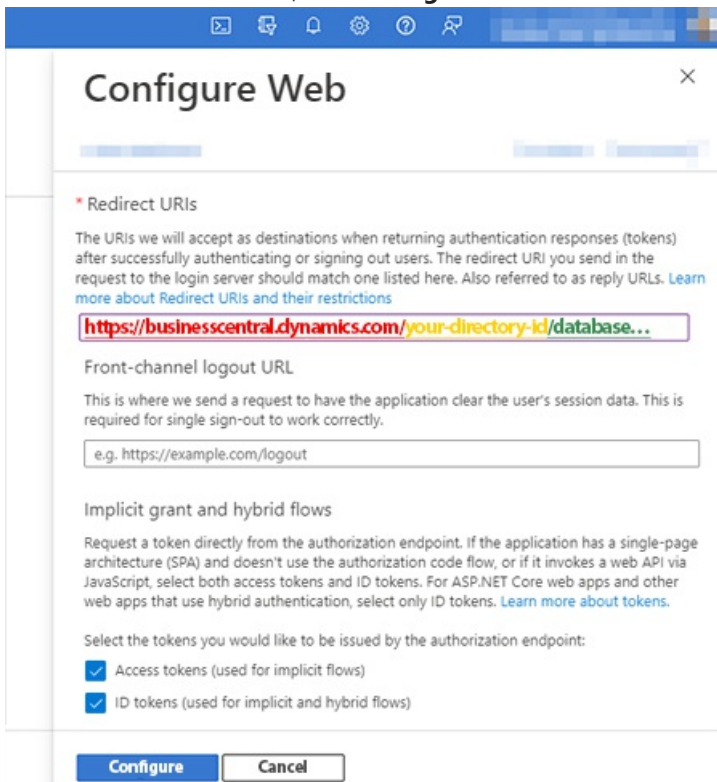 Configure Web
* Redirect URIs
The URIs we will accept as destinations when returning authentication responses (tokens)
after successfully authenticating or signing out users. The redirect URI you send in the
request to the login server should match one listed here. Also referred to as reply URLs. Learn
more about Redirect URIs and their restrictions
https://businesscentral.dynamics.com/your-directory-id/database...
Front-channel logout URL
This is where we send a request to have the application clear the user's session data. This is
required for single sign-out to work correctly.
e.g. https://example.com/logout
Implicit grant and hybrid flows
Request a token directly from the authorization endpoint. If the application has a single-page
architecture (SPA) and doesn't use the authorization code flow, or if it invokes a web API via
JavaScript, select both access tokens and ID tokens. For ASP.NET Core web apps and other
web apps that use hybrid authentication, select only ID tokens. Learn more about tokens.
Select the tokens you would like to be issued by the authorization endpoint:
Access tokens (used for implicit flows)
ID tokens (used for implicit and hybrid flows)
Configure Cancel